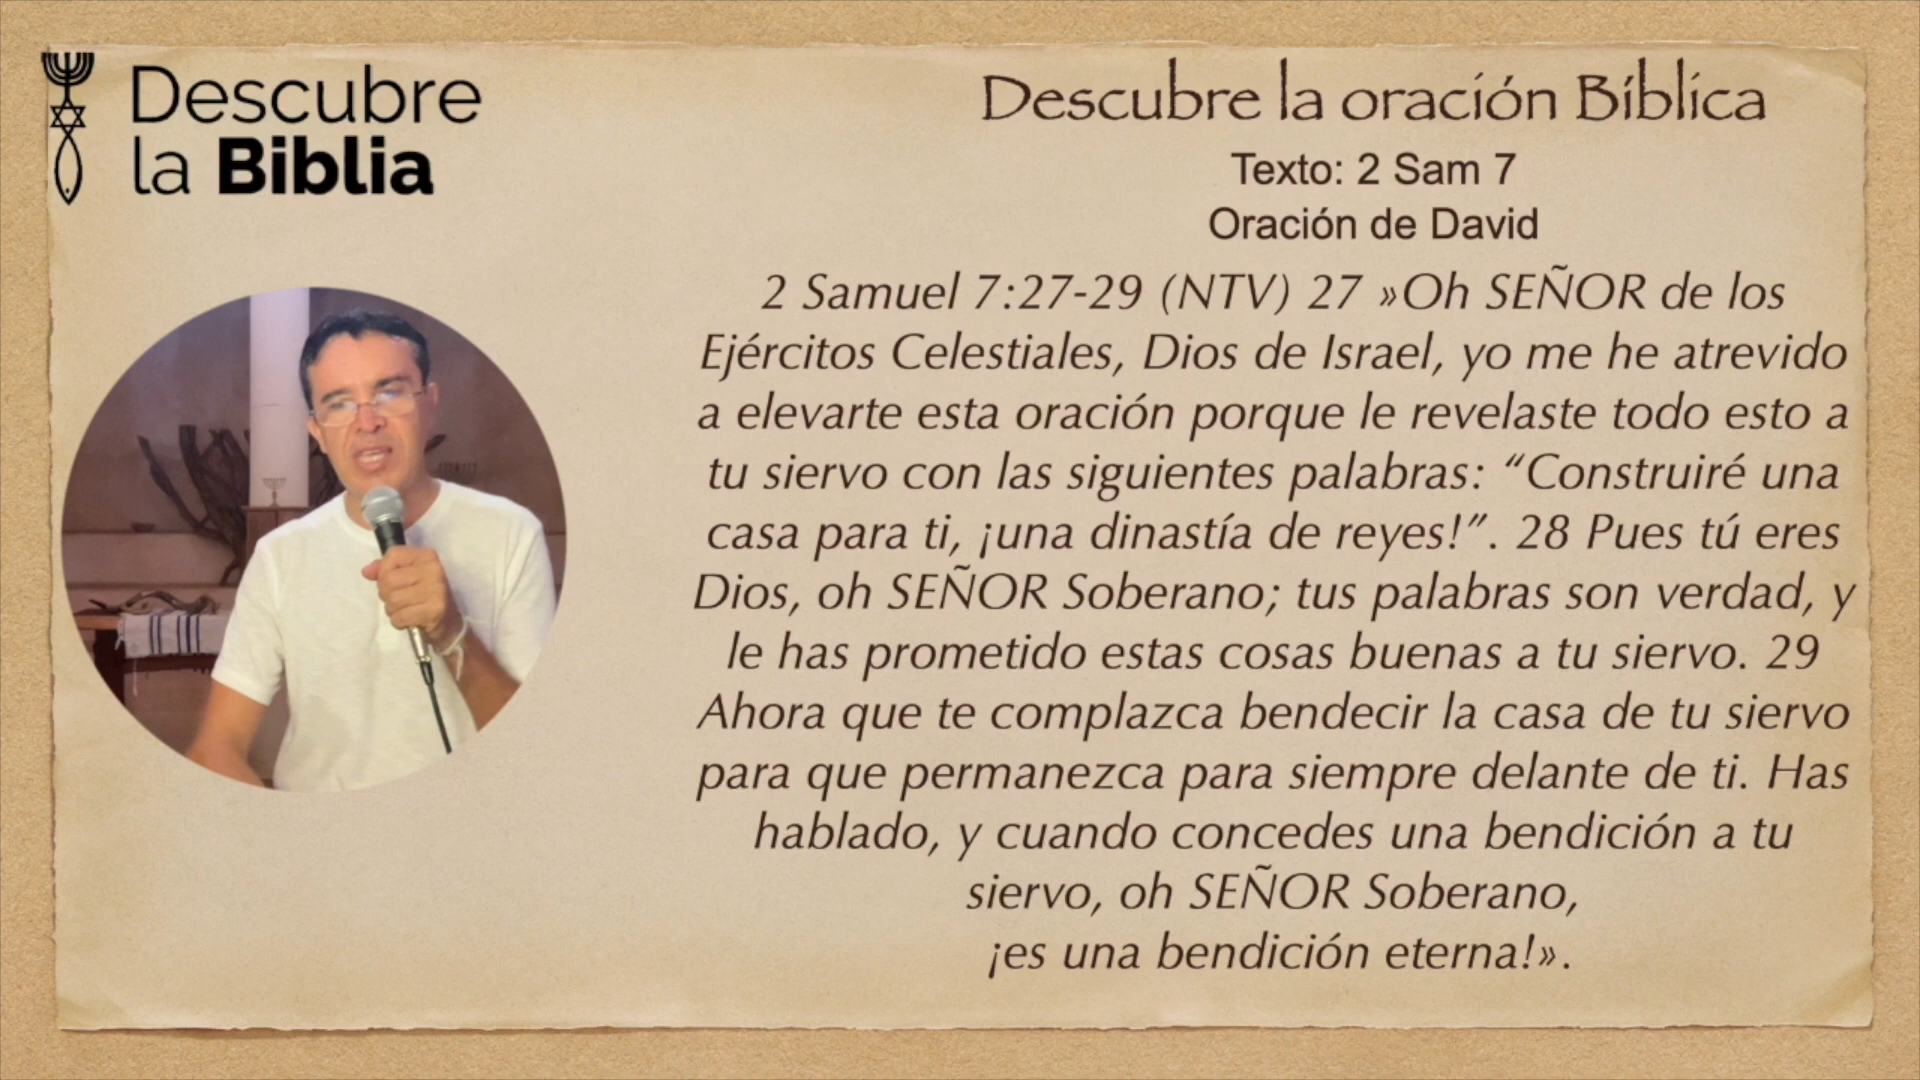 Descubre
la Biblia
Descubre la oración Bíblica
Texto: 2 Sam 7
Oración de David
2 Samuel 7:27-29 (NTV) 27 »Oh SEÑOR de los
Ejércitos Celestiales, Dios de Israel, yo me he atrevido
a elevarte esta oración porque le revelaste todo esto a
tu siervo con las siguientes palabras: “Construiré una
casa para ti, ¡una dinastía de reyes!”. 28 Pues tú eres
Dios, oh SEÑOR Soberano; tus palabras son verdad, y
le has prometido estas cosas buenas a tu siervo. 29
Ahora que te complazca bendecir la casa de tu siervo
para que permanezca para siempre delante de ti. Has
hablado, y cuando concedes una bendición a tu
siervo, oh SEÑOR Soberano,
¡es una bendición eterna!».